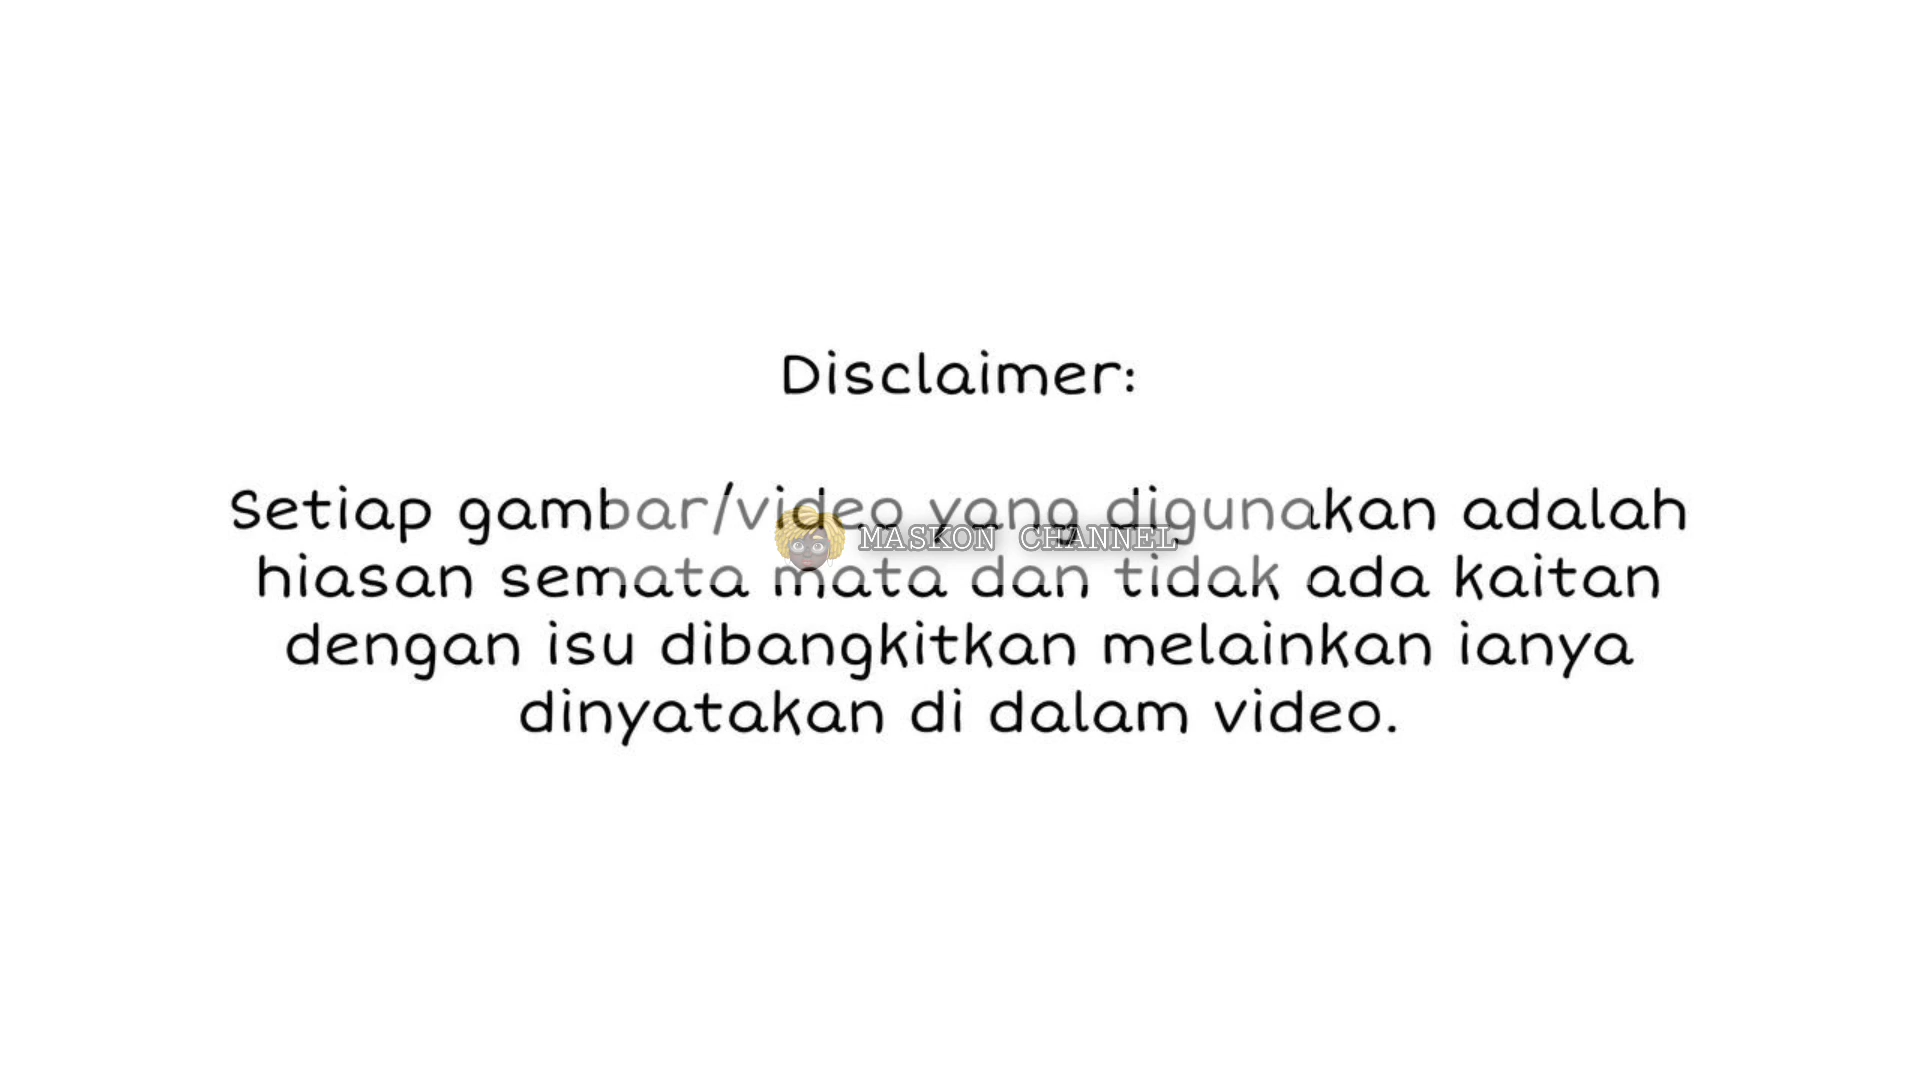 Disclaimer:
Setiap gambar/video yang digunakan adalah
MASKON CHANNEL
hiasan semata mata dan tidak ada kaitan
dengan isu dibangkitkan melainkan ianya
dinyatakan di dalam video.